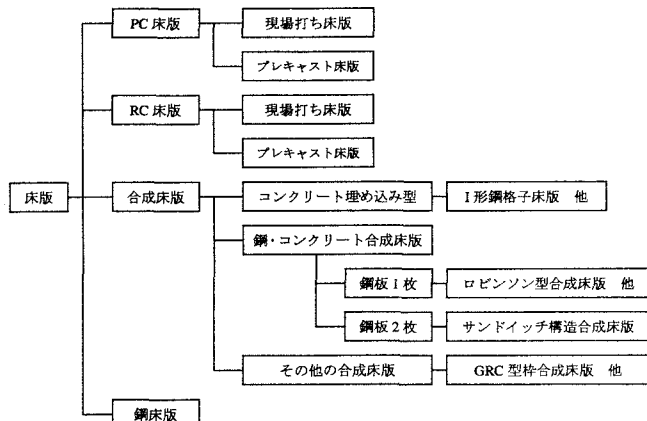 PC 床版
現場打ち床版
プレキャスト床版
RC 床版
現場打ち床版
プレキャスト床版
床版
合成床版
コンクリート埋め込み型
I形鋼格子床版 他
鋼・コンクリート合成床版
鋼板1枚
ロビンソン型合成床版 他
鋼板2枚
サンドイッチ構造合成床版
その他の合成床版
GRC 型枠合成床版 他
鋼床版